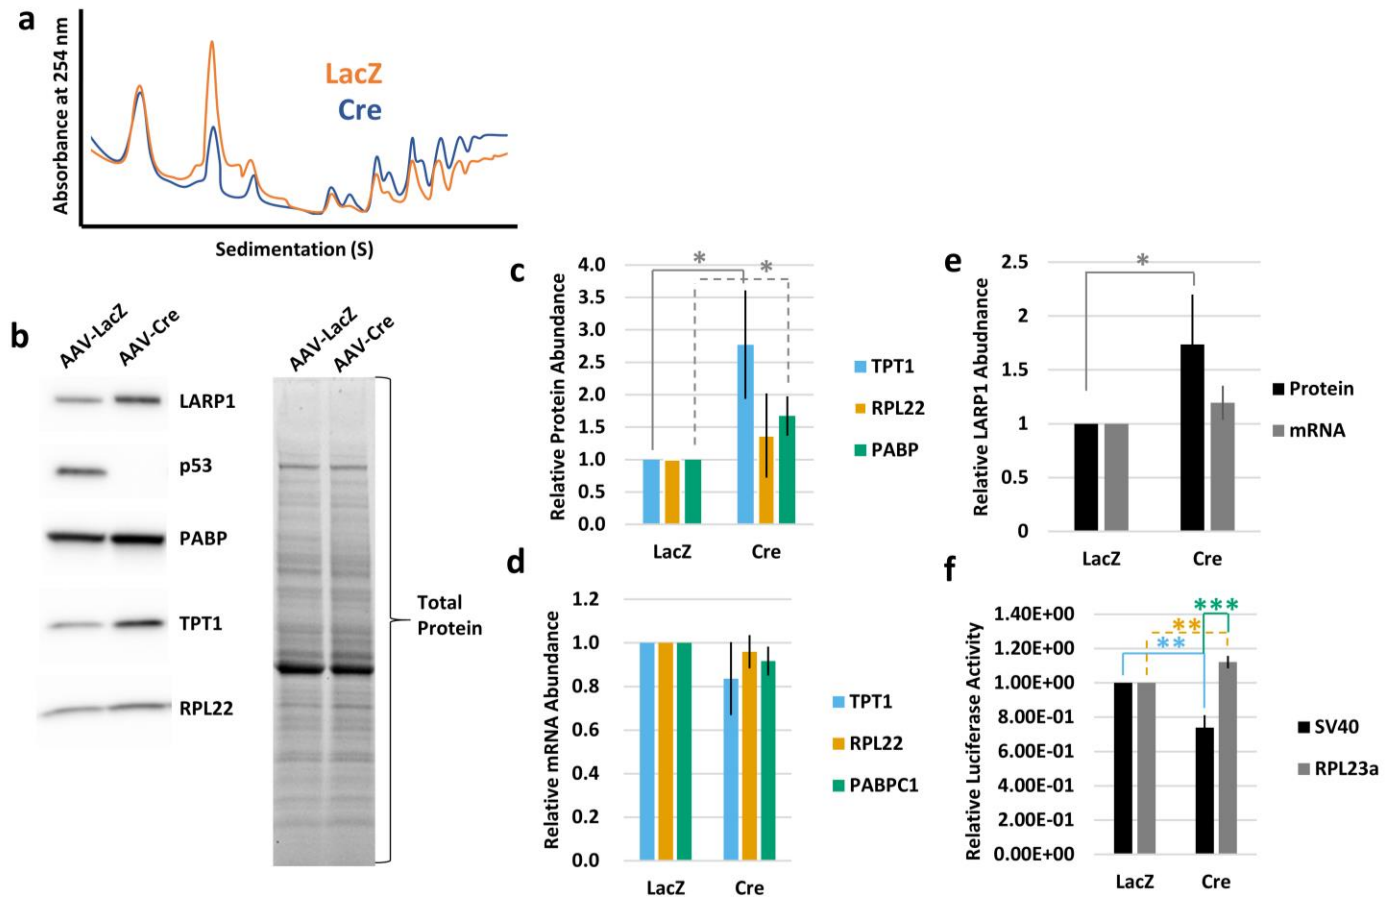 a
Absorbance at 254 nm
LacZ
Cre
Sedimentation (S)
b
AAV-LacZ
AAV-Cre
LARP1
p53
PABP
TPT1
RPL22
AAV-LacZ
AAV-Cre
Total
Protein
c
Relative Protein Abundance
4.0
3.5
3.0
2.5
2.0
1.5
1.0
0.5
0.0
*
*
LacZ
Cre
TPT1
RPL22
PABP
d
Relative mRNA Abundance
1.2
1.0
0.8
0.6
0.4
0.2
0.0
LacZ
Cre
TPT1
RPL22
PABPC1
e
Relative LARP1 Abudnance
2.5
2
1.5
1
0.5
0
*
LacZ
Cre
Protein
mRNA
f
Relative Luciferase Activity
1.40E+00
1.20E+00
1.00E+00
8.00E-01
6.00E-01
4.00E-01
2.00E-01
0.00E+00
***
**
**
LacZ
Cre
SV40
RPL23a